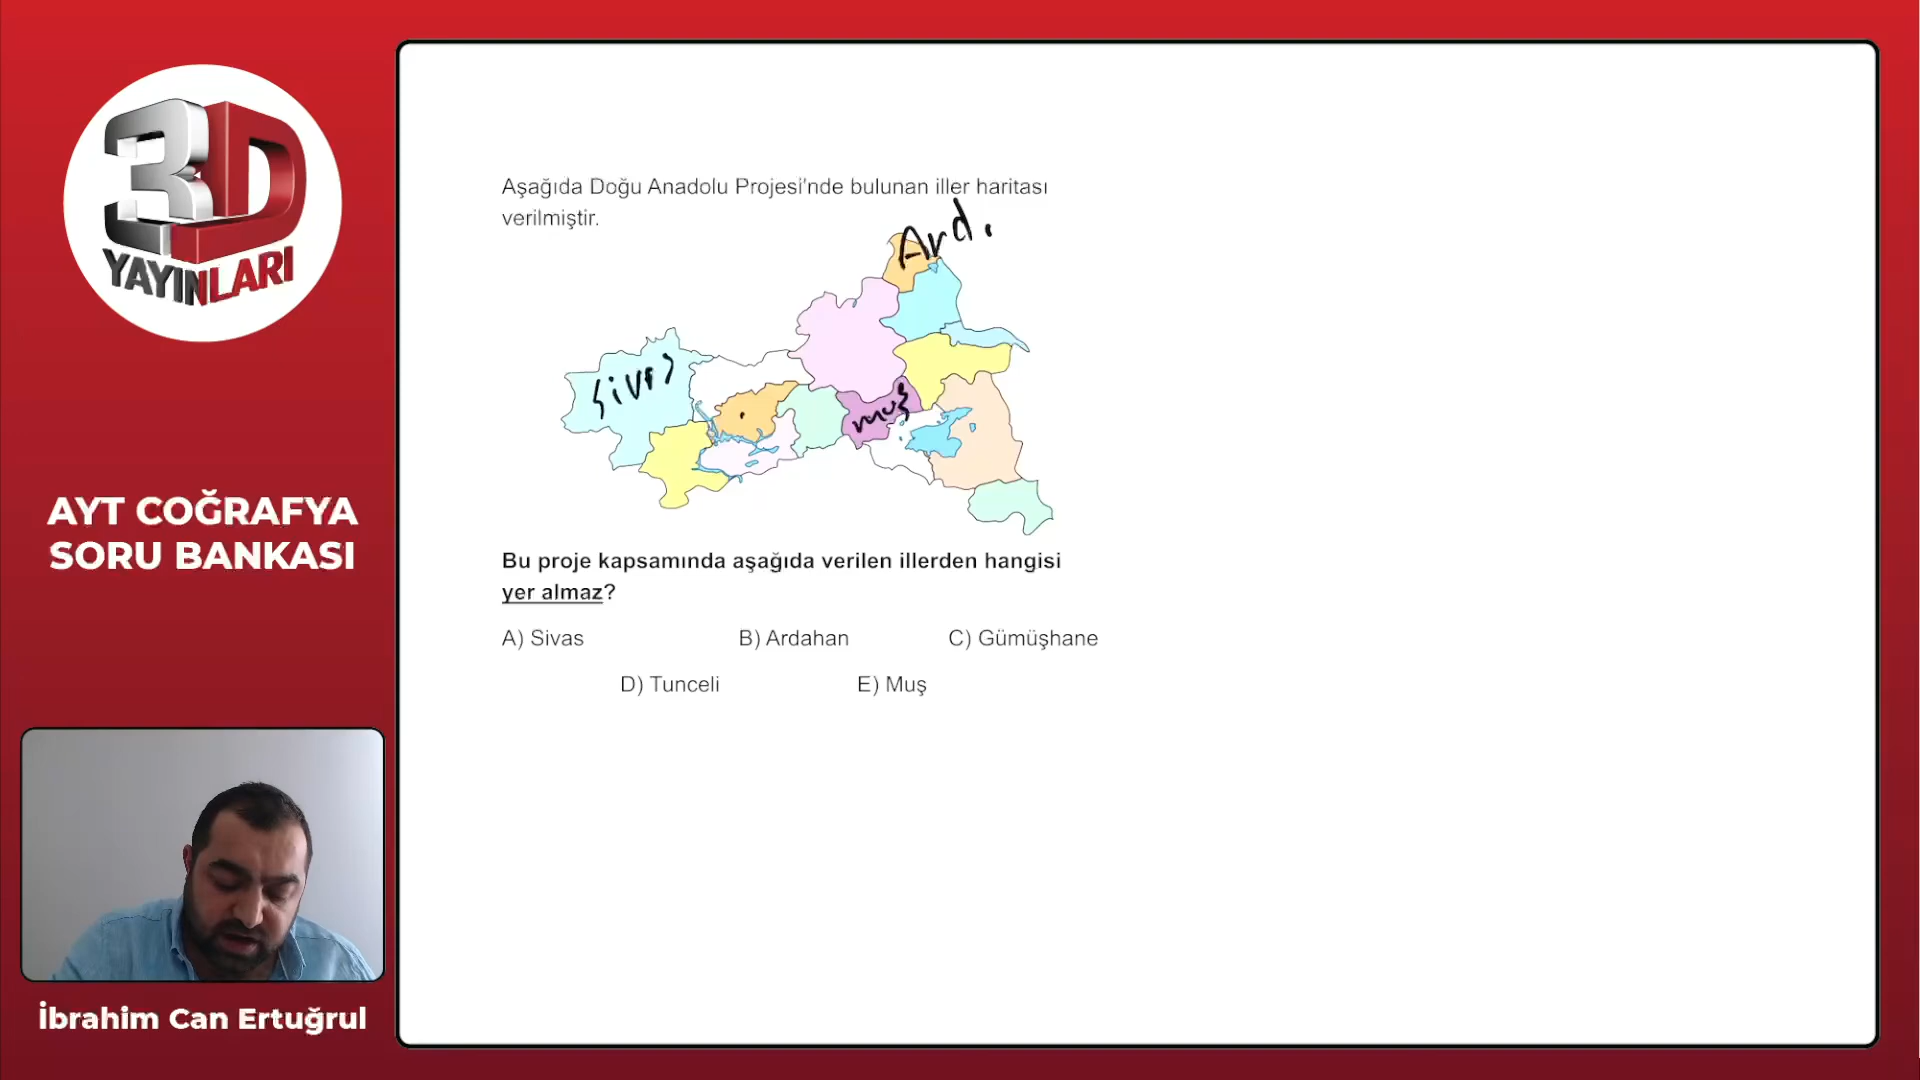 3D
YAYINLARI
AYT COĞRAFYA
SORU BANKASI
İbrahim Can Ertuğrul
Aşağıda Doğu Anadolu Projesi'nde bulunan iller haritası
verilmiştir.
Ard.
Sivas
muş
Bu proje kapsamında aşağıda verilen illerden hangisi
yer almaz?
A) Sivas B) Ardahan C) Gümüşhane
D) Tunceli E) Muş